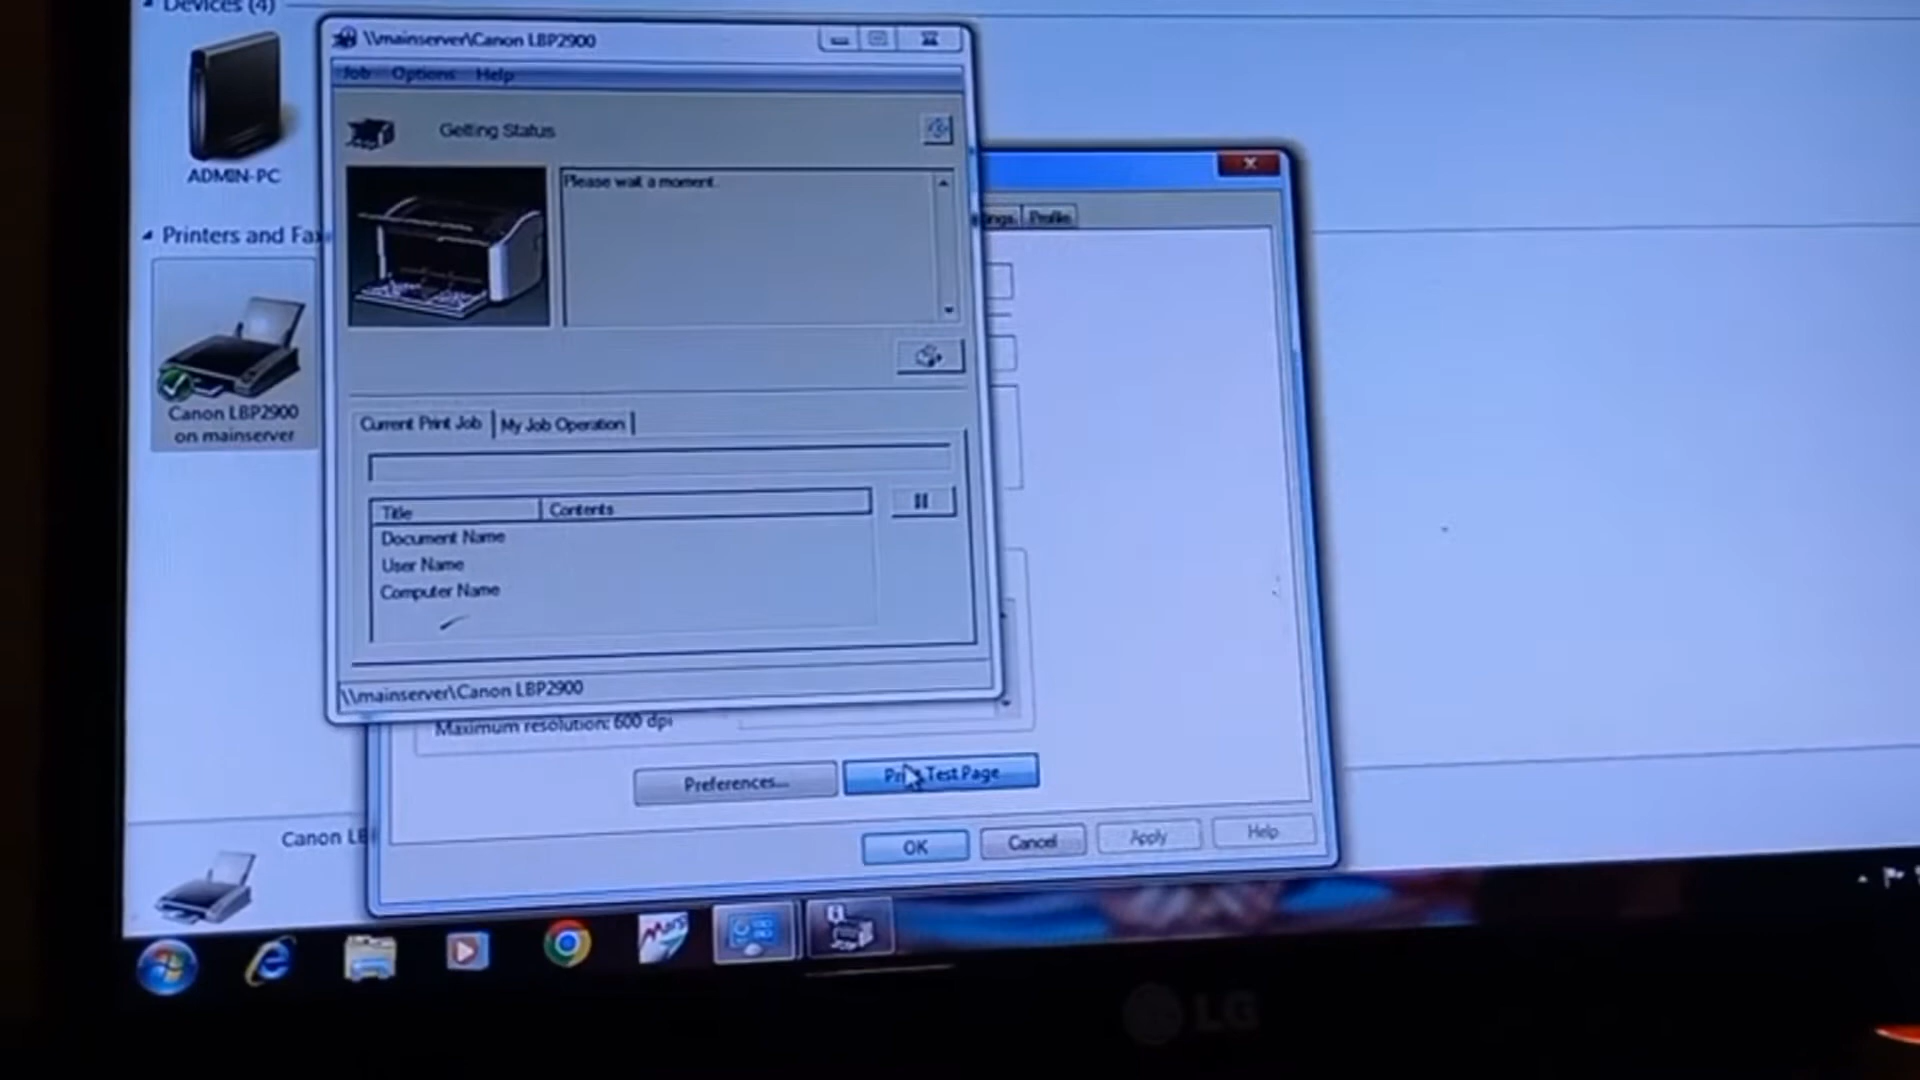 Devices (4)
ADMIN-PC
Printers and Fax
Canon LBP2900
on mainserver
\\mainserver\Canon LBP2900
Job Options Help
Getting Status
Please wait a moment.
Current Print Job
My Job Operation
Title
Contents
Document Name
User Name
Computer Name
\\mainserver\Canon LBP2900
Profile
Maximum resolution: 600 dpi
Preferences...
Print Test Page
OK
Cancel
Apply
Help
Canon LB
LG